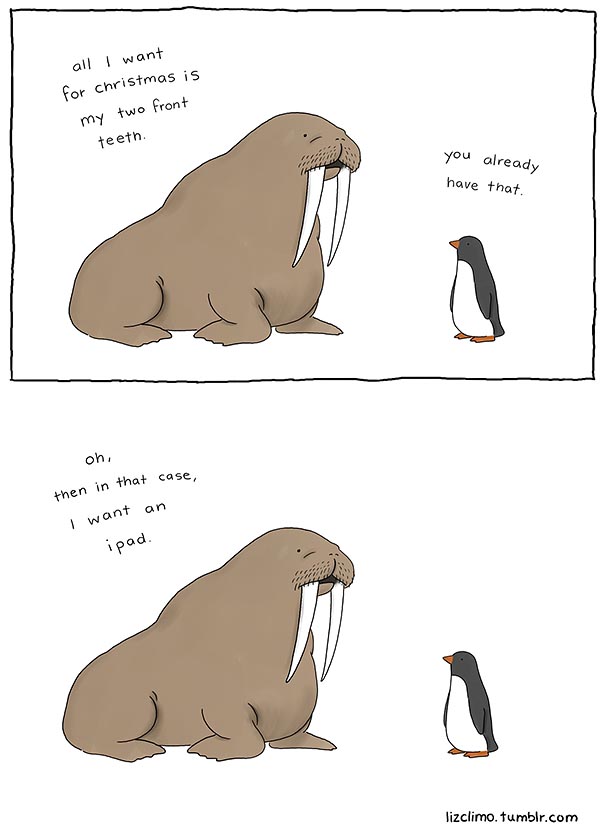 all I want
for christmas is
my two front
teeth.
you already
have that.
oh,
then in that case,
I want an
ipad.
lizclimo.tumblr.com